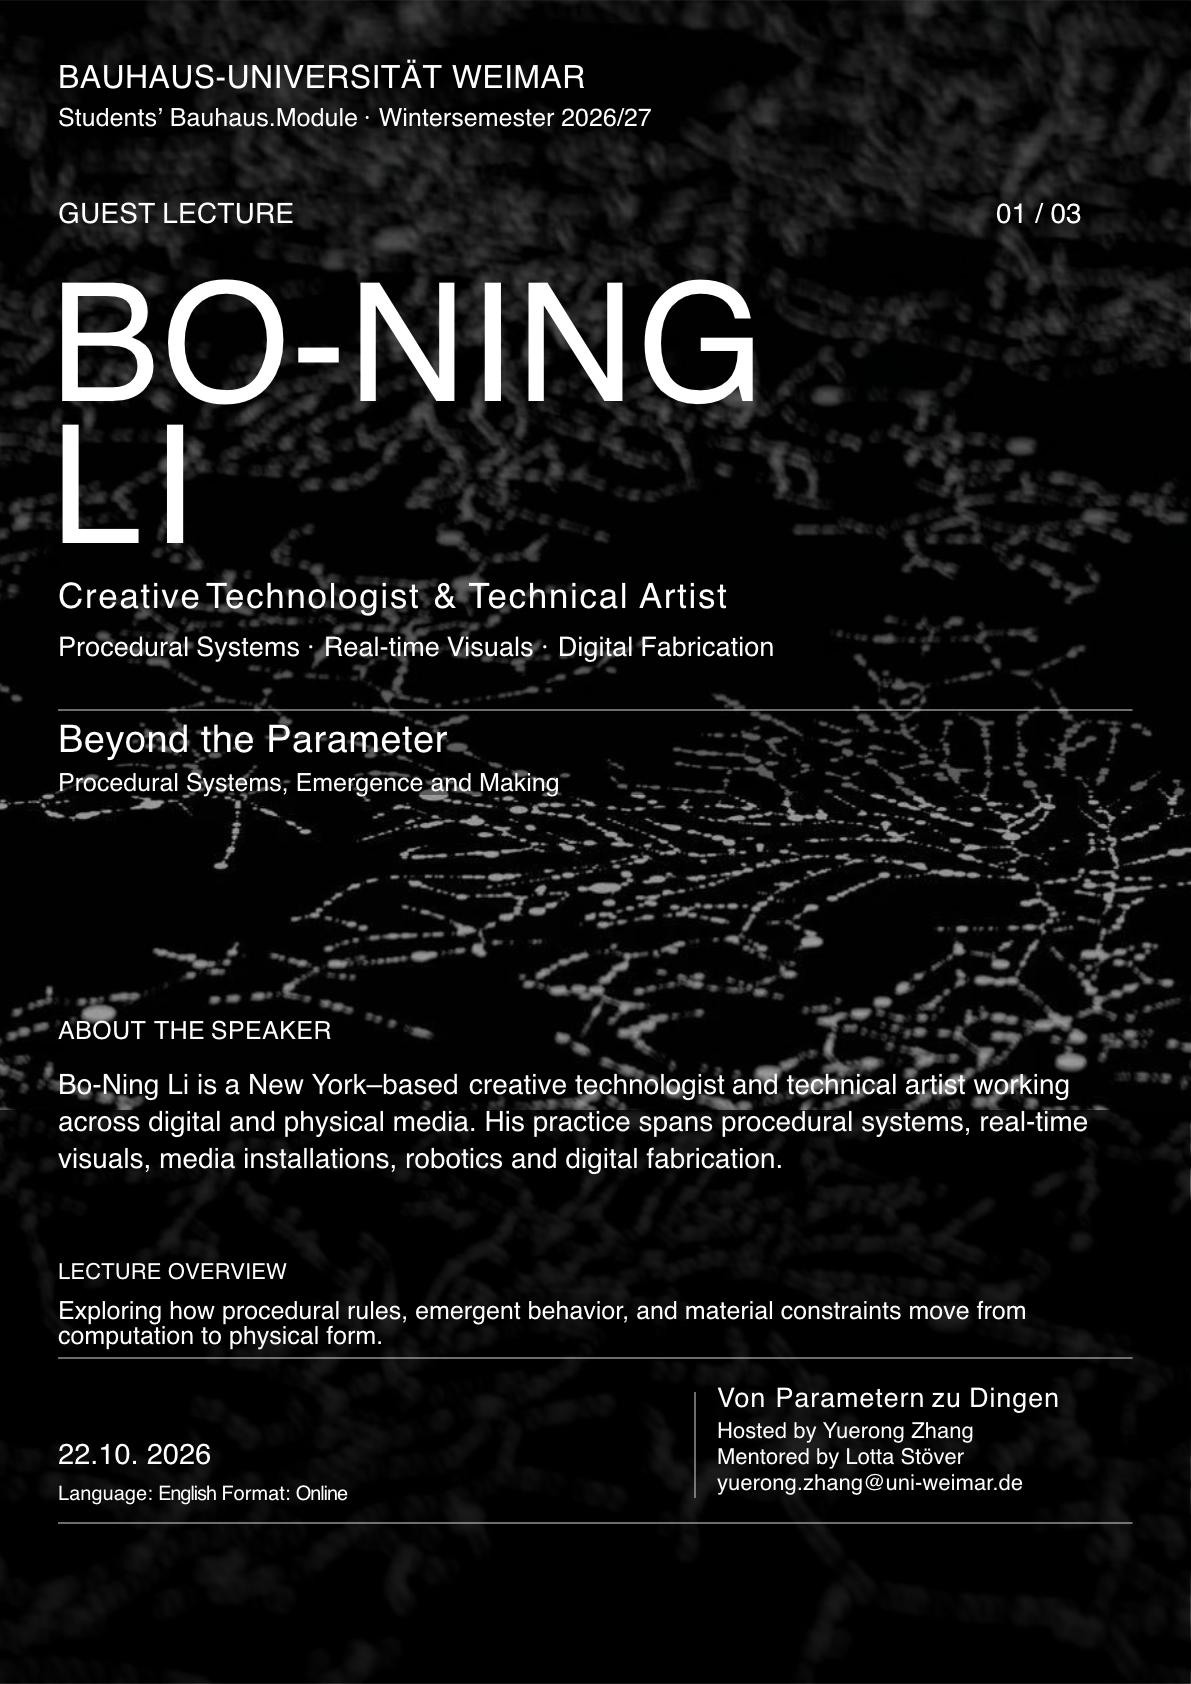 BAUHAUS-UNIVERSITÄT WEIMAR
Students’ Bauhaus.Module · Wintersemester 2026/27
GUEST LECTURE
01 / 03
BO-NING
LI
Creative Technologist & Technical Artist
Procedural Systems · Real-time Visuals · Digital Fabrication
Beyond the Parameter
Procedural Systems, Emergence and Making
ABOUT THE SPEAKER
Bo-Ning Li is a New York–based creative technologist and technical artist working
across digital and physical media. His practice spans procedural systems, real-time
visuals, media installations, robotics and digital fabrication.
LECTURE OVERVIEW
Exploring how procedural rules, emergent behavior, and material constraints move from
computation to physical form.
22.10. 2026
Language: English Format: Online
Von Parametern zu Dingen
Hosted by Yuerong Zhang
Mentored by Lotta Stöver
yuerong.zhang@uni-weimar.de